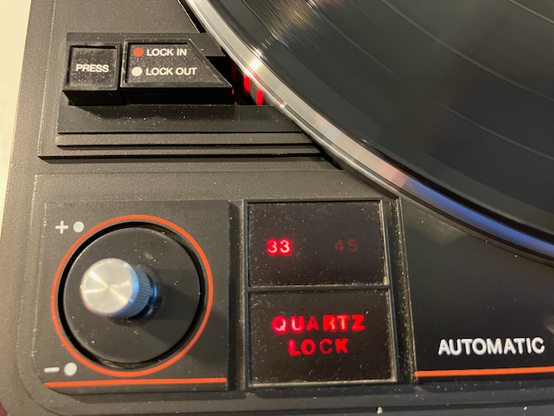 LOCK IN
PRESS
LOCK OUT
+
33 45
QUARTZ
LOCK
AUTOMATIC
-